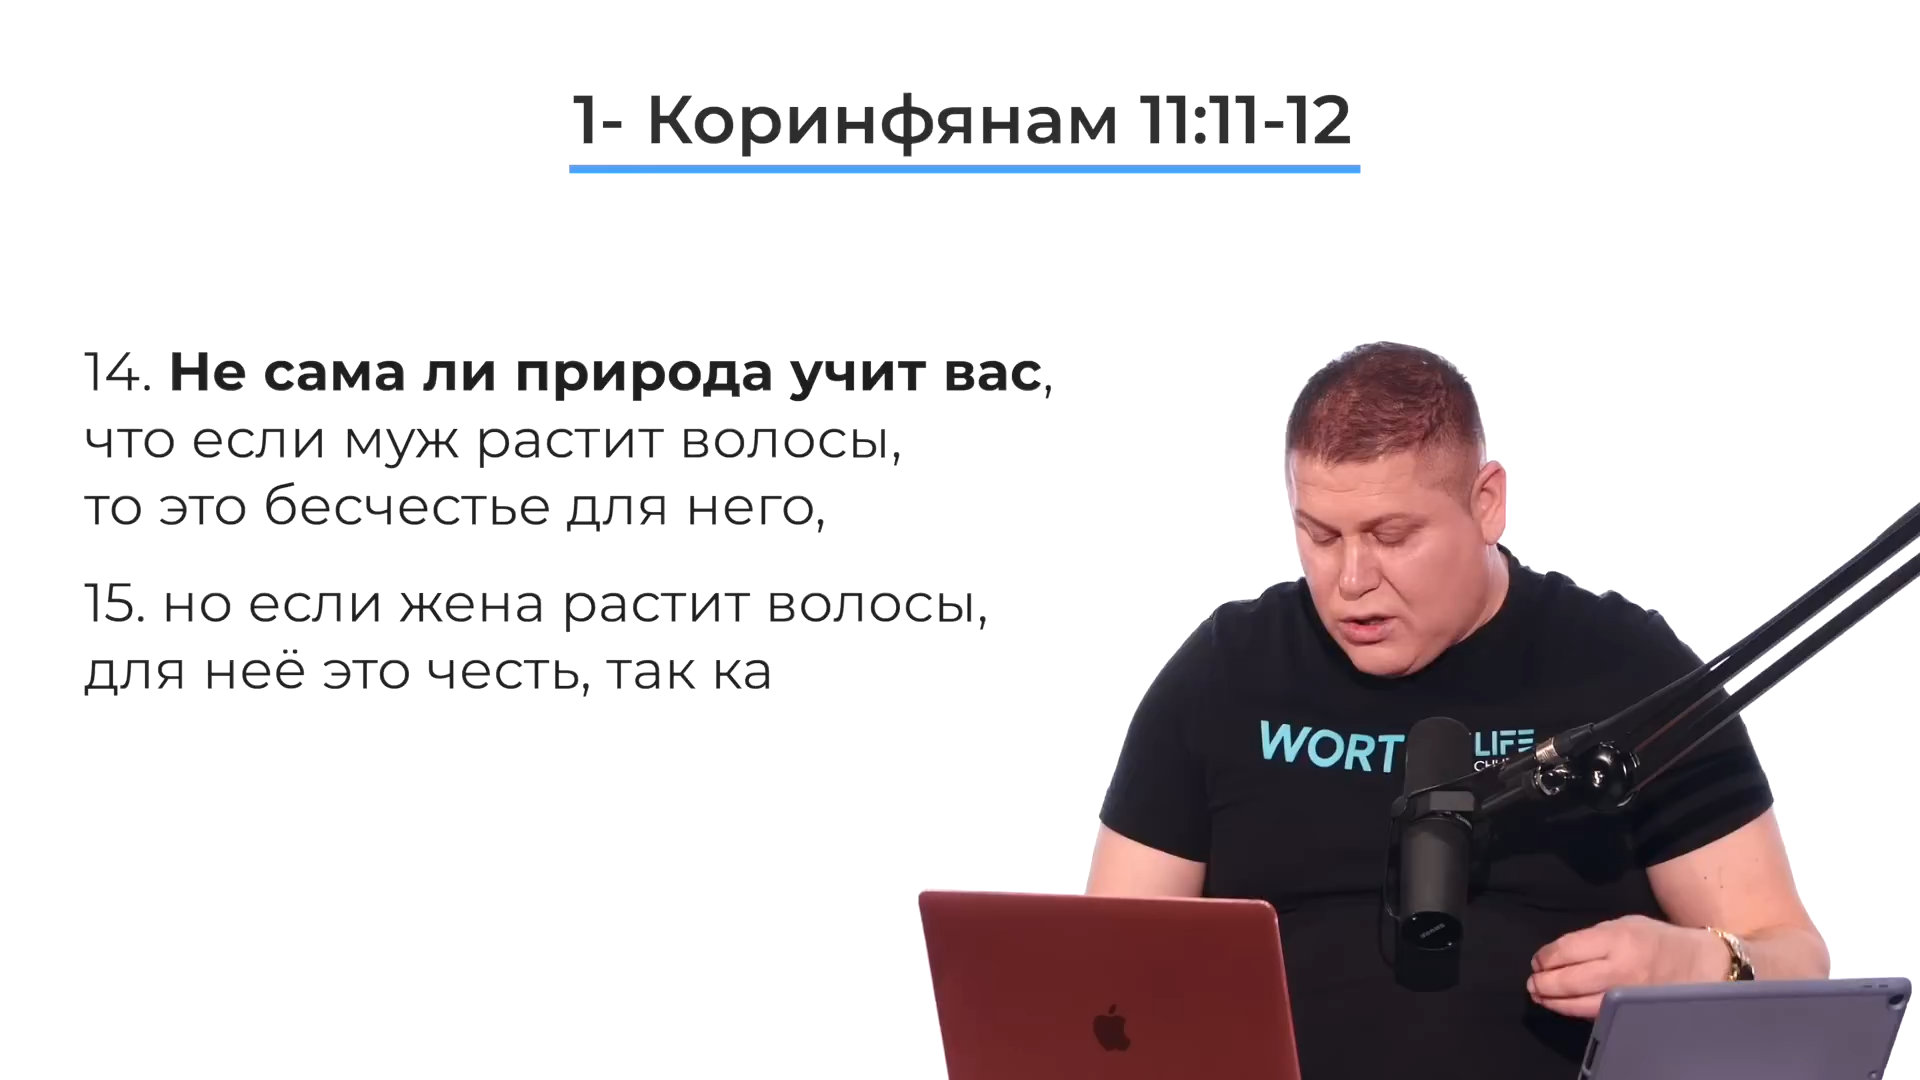 1- Коринфянам 11:11-12
14. Не сама ли природа учит вас,
что если муж растит волосы,
то это бесчестье для него,
15. но если жена растит волосы,
для неё это честь, так ка
WORT
LIFE